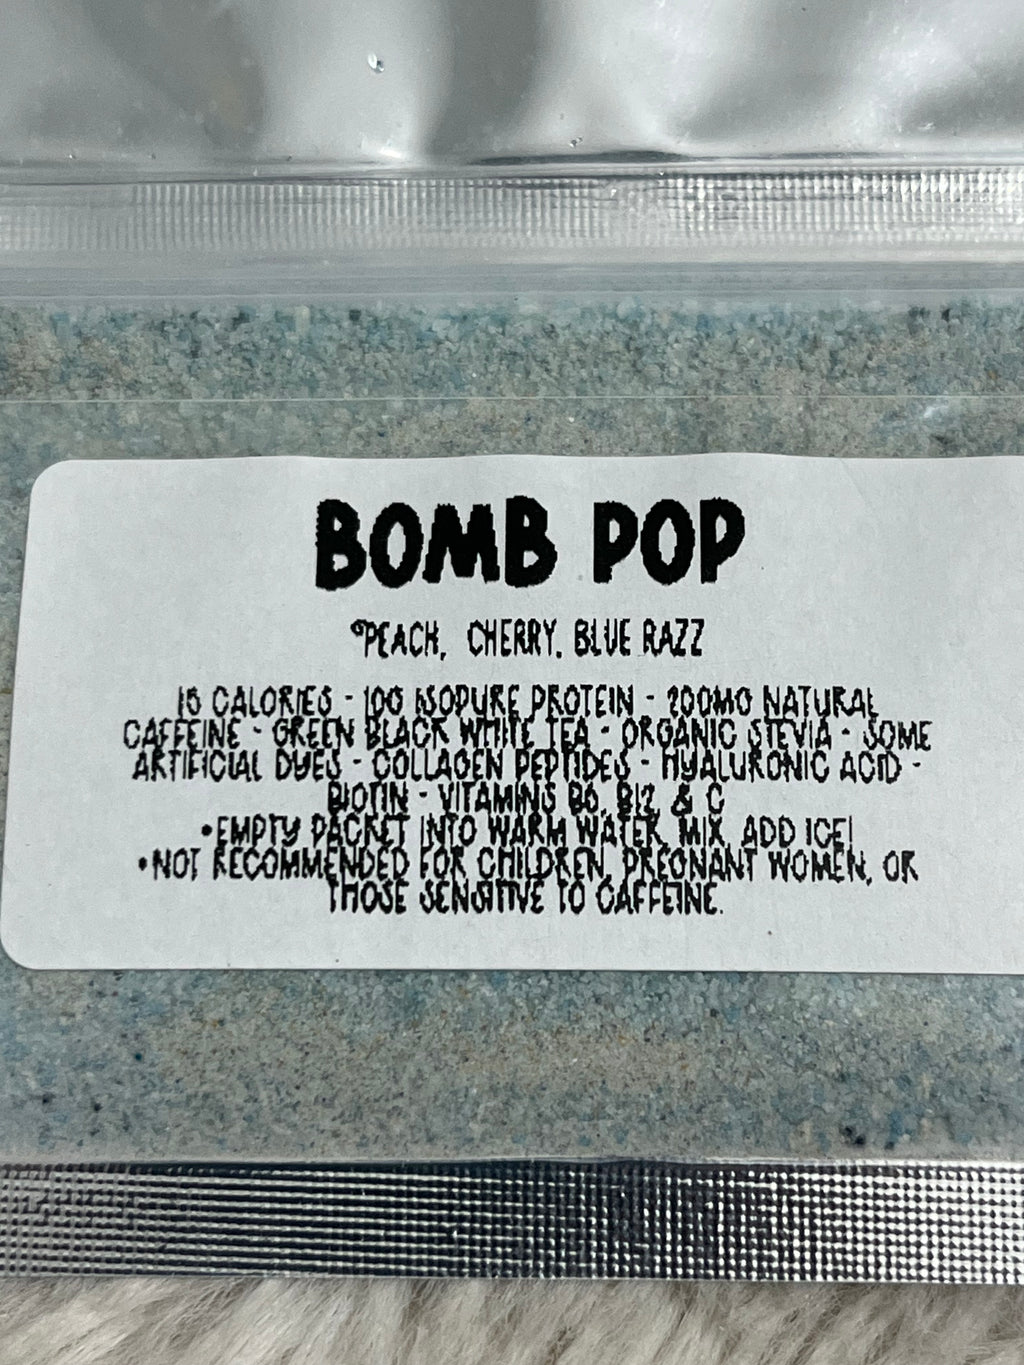 BOMB POP
*PEACH, CHERRY, BLUE RAZZ
15 CALORIES - 10G ISOPURE PROTEIN - 200MG NATURAL
CAFFEINE - GREEN BLACK WHITE TEA - ORGANIC STEVIA - SOME
ARTIFICIAL DYES - COLLAGEN PEPTIDES - HYALURONIC ACID -
BIOTIN - VITAMINS B6, B12, & C
•EMPTY PACKET INTO WARM WATER, MIX, ADD ICE!
•NOT RECOMMENDED FOR CHILDREN, PREGNANT WOMEN, OR
THOSE SENSITIVE TO CAFFEINE.